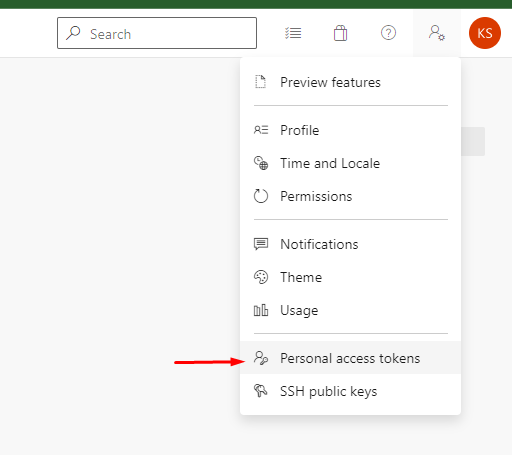 Search
KS
Preview features
Profile
Time and Locale
Permissions
Notifications
Theme
Usage
Personal access tokens
SSH public keys